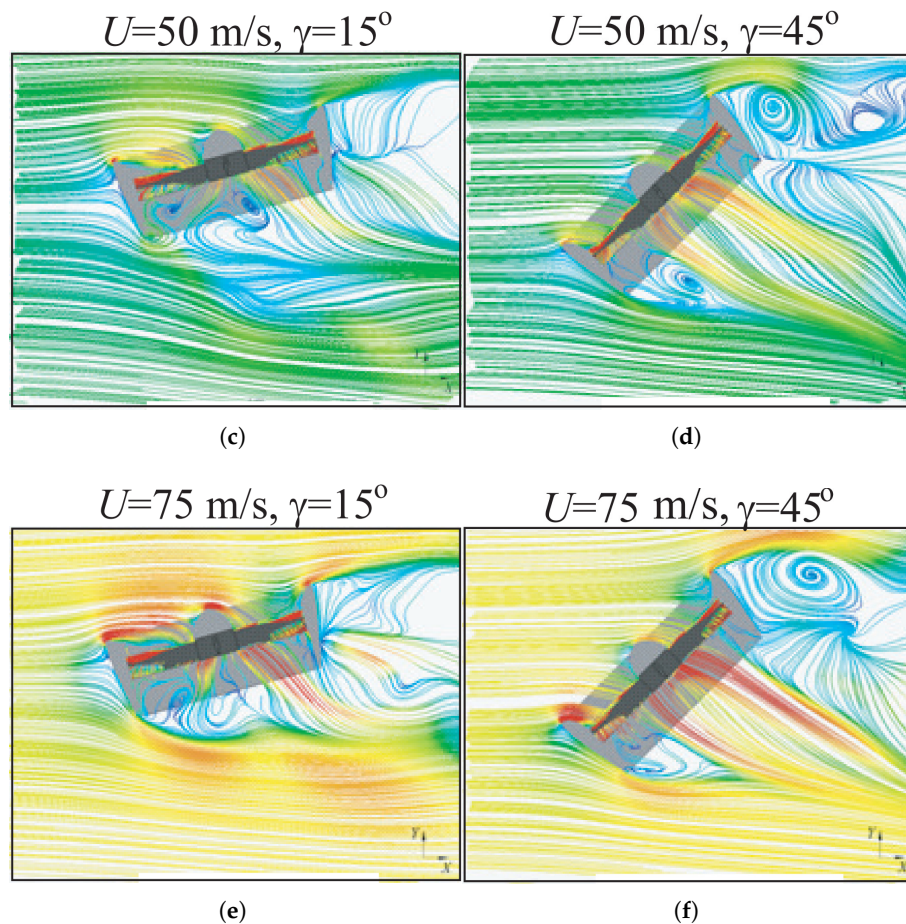 U=50 m/s, γ=15°
U=50 m/s, γ=45°
(c)
(d)
U=75 m/s, γ=15°
U=75 m/s, γ=45°
Y
X
Y
X
(e)
(f)